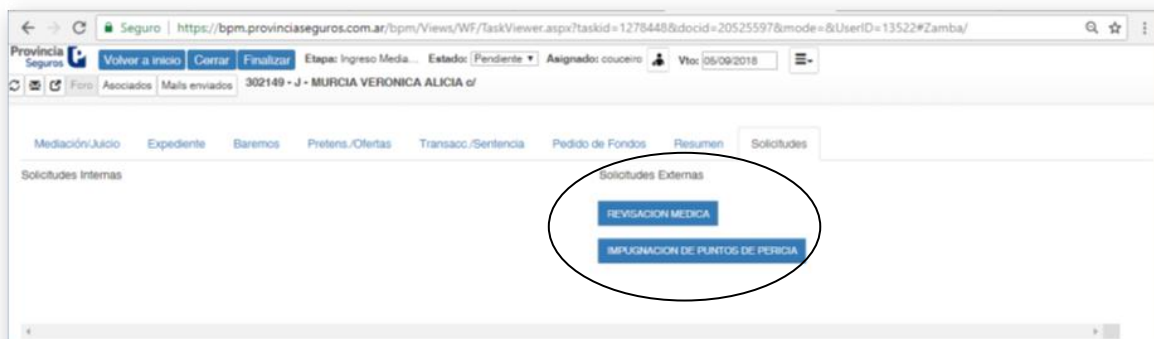 Seguro | https://bpm.provinciaseguros.com.ar/bpm/Views/WF/TaskViewer.aspx?taskid=1278448&docid=20525597&mode=&UserID=13522#Zamba/
Provincia Seguros Volver a inicio Cerrar Finalizar Etapa: Ingreso Media... Estado: Pendiente Asignado: couceiro Vto: 05/09/2018
Foro Asociados Mails enviados 302149 - J - MURCIA VERONICA ALICIA c/
Mediación/Juicio Expediente Baremos Pretens./Ofertas Transacc./Sentencia Pedido de Fondos Resumen Solicitudes
Solicitudes Internas Solicitudes Externas
REVISACION MEDICA
IMPUGNACION DE PUNTOS DE PERICIA